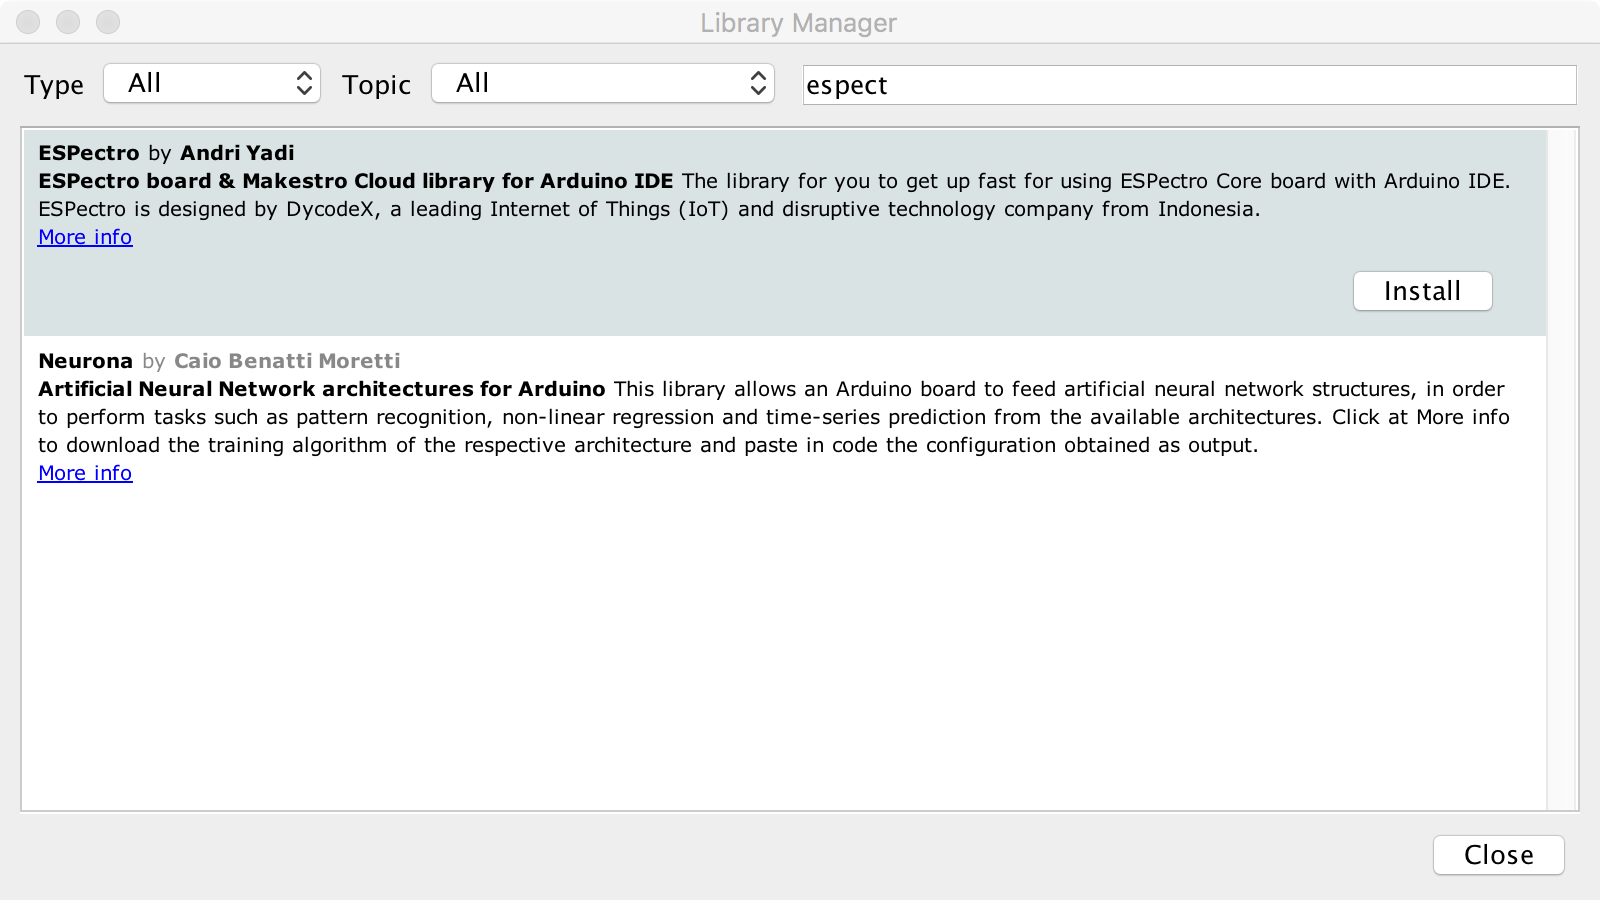 Library Manager
Type All Topic All espect
ESPectro by Andri Yadi
ESPectro board & Makestro Cloud library for Arduino IDE The library for you to get up fast for using ESPectro Core board with Arduino IDE.
ESPectro is designed by DycodeX, a leading Internet of Things (IoT) and disruptive technology company from Indonesia.
More info
Install
Neurona by Caio Benatti Moretti
Artificial Neural Network architectures for Arduino This library allows an Arduino board to feed artificial neural network structures, in order
to perform tasks such as pattern recognition, non-linear regression and time-series prediction from the available architectures. Click at More info
to download the training algorithm of the respective architecture and paste in code the configuration obtained as output.
More info
Close